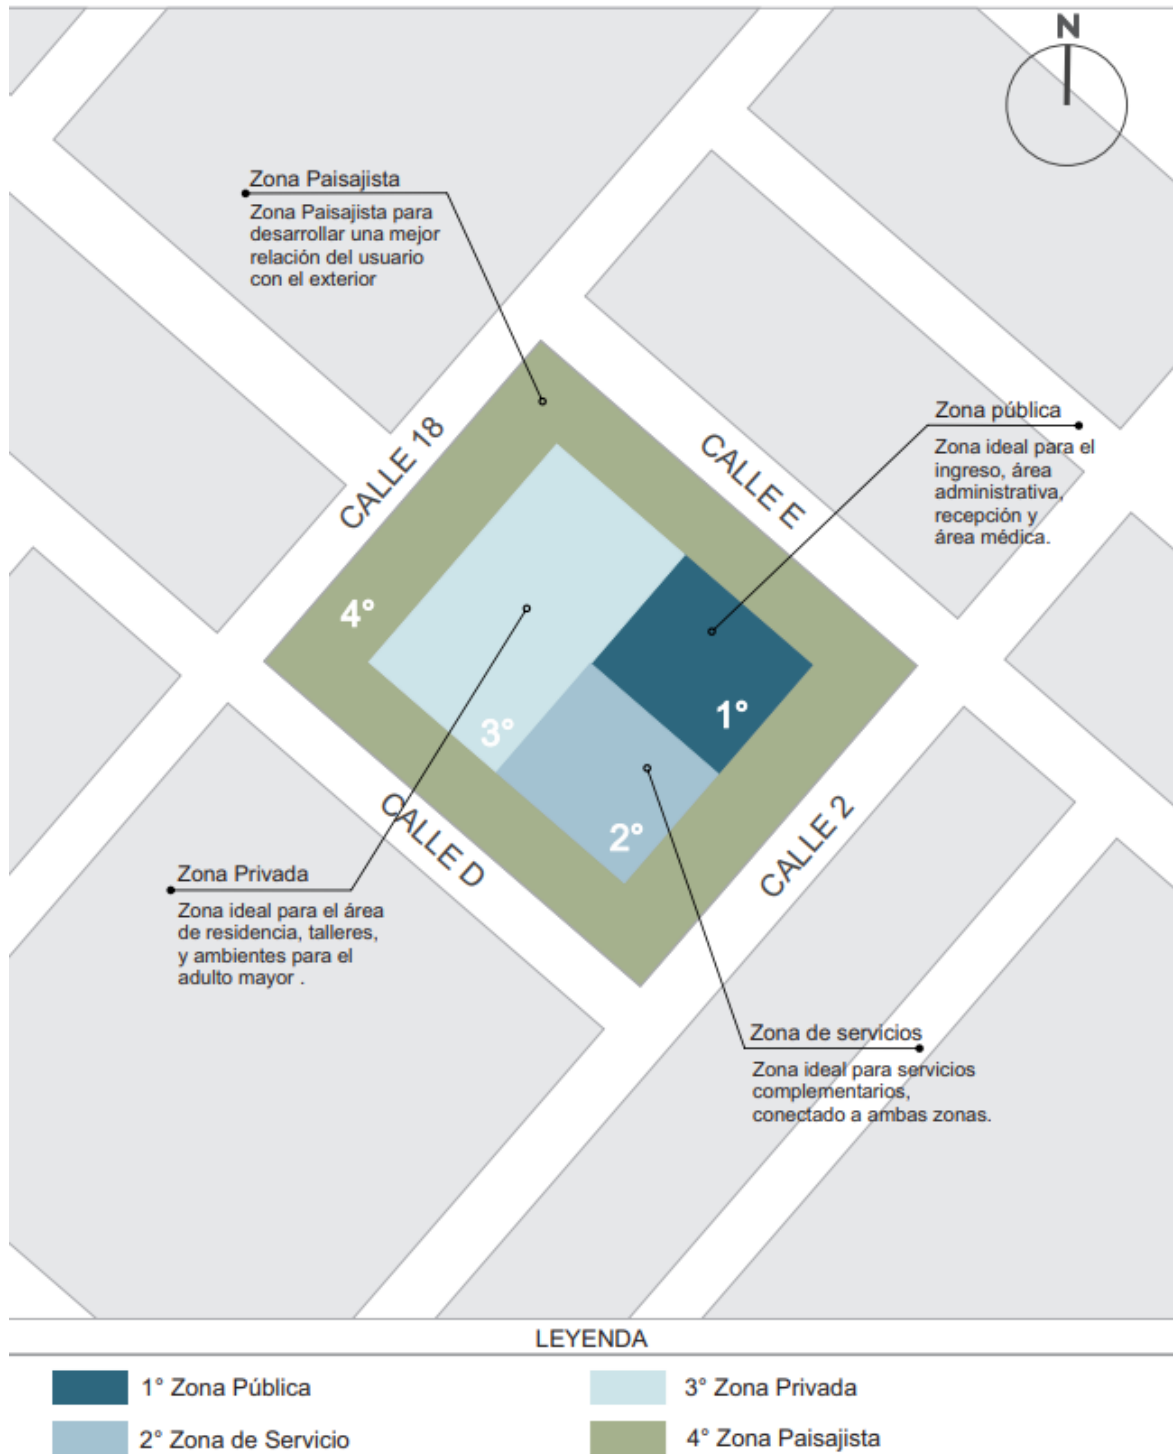 N
Zona Paisajista
Zona Paisajista para
desarrollar una mejor
relación del usuario
con el exterior
Zona pública
Zona ideal para el
ingreso, área
administrativa,
recepción y
área médica.
CALLE 18
CALLE E
4°
3°
1°
2°
CALLE D
CALLE 2
Zona Privada
Zona ideal para el área
de residencia, talleres,
y ambientes para el
adulto mayor .
Zona de servicios
Zona ideal para servicios
complementarios,
conectado a ambas zonas.
LEYENDA
1° Zona Pública
3° Zona Privada
2° Zona de Servicio
4° Zona Paisajista